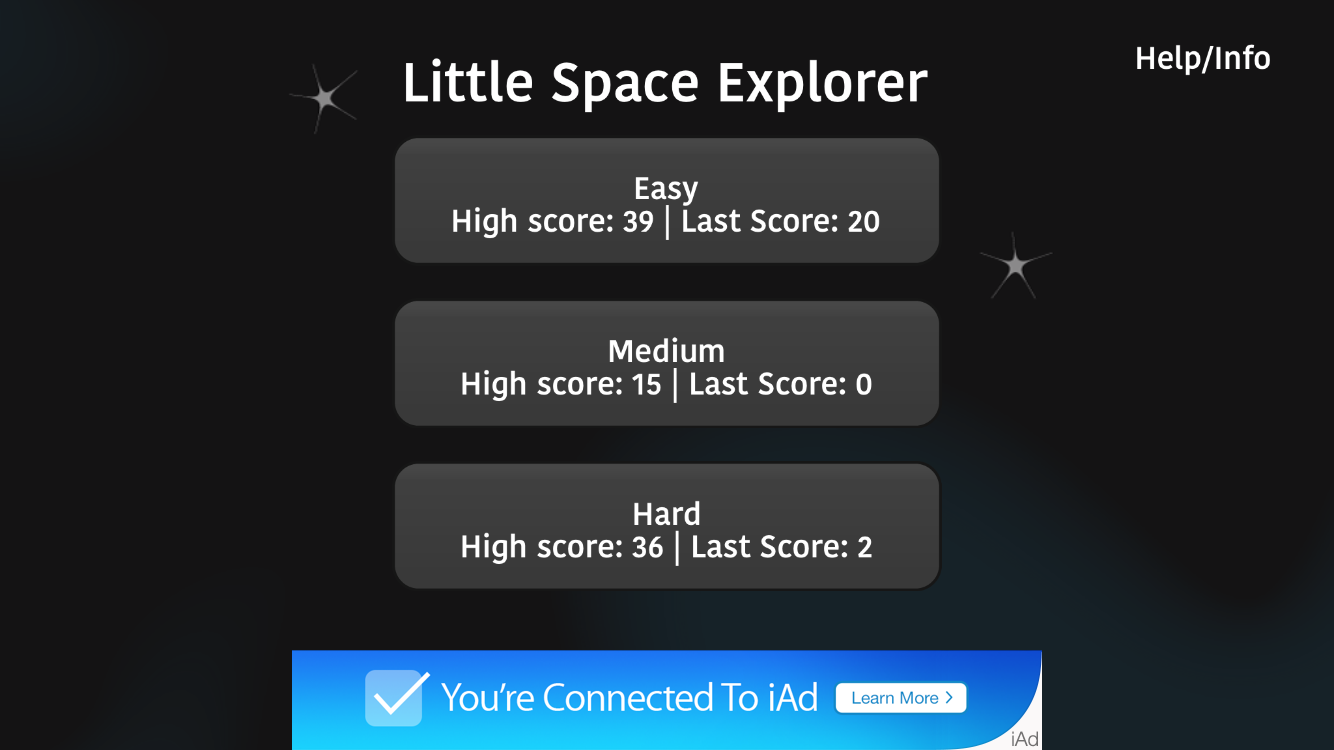 Help/Info
Little Space Explorer
Easy
High score: 39 | Last Score: 20
Medium
High score: 15 | Last Score: 0
Hard
High score: 36 | Last Score: 2
You're Connected To iAd
Learn More >
iAd